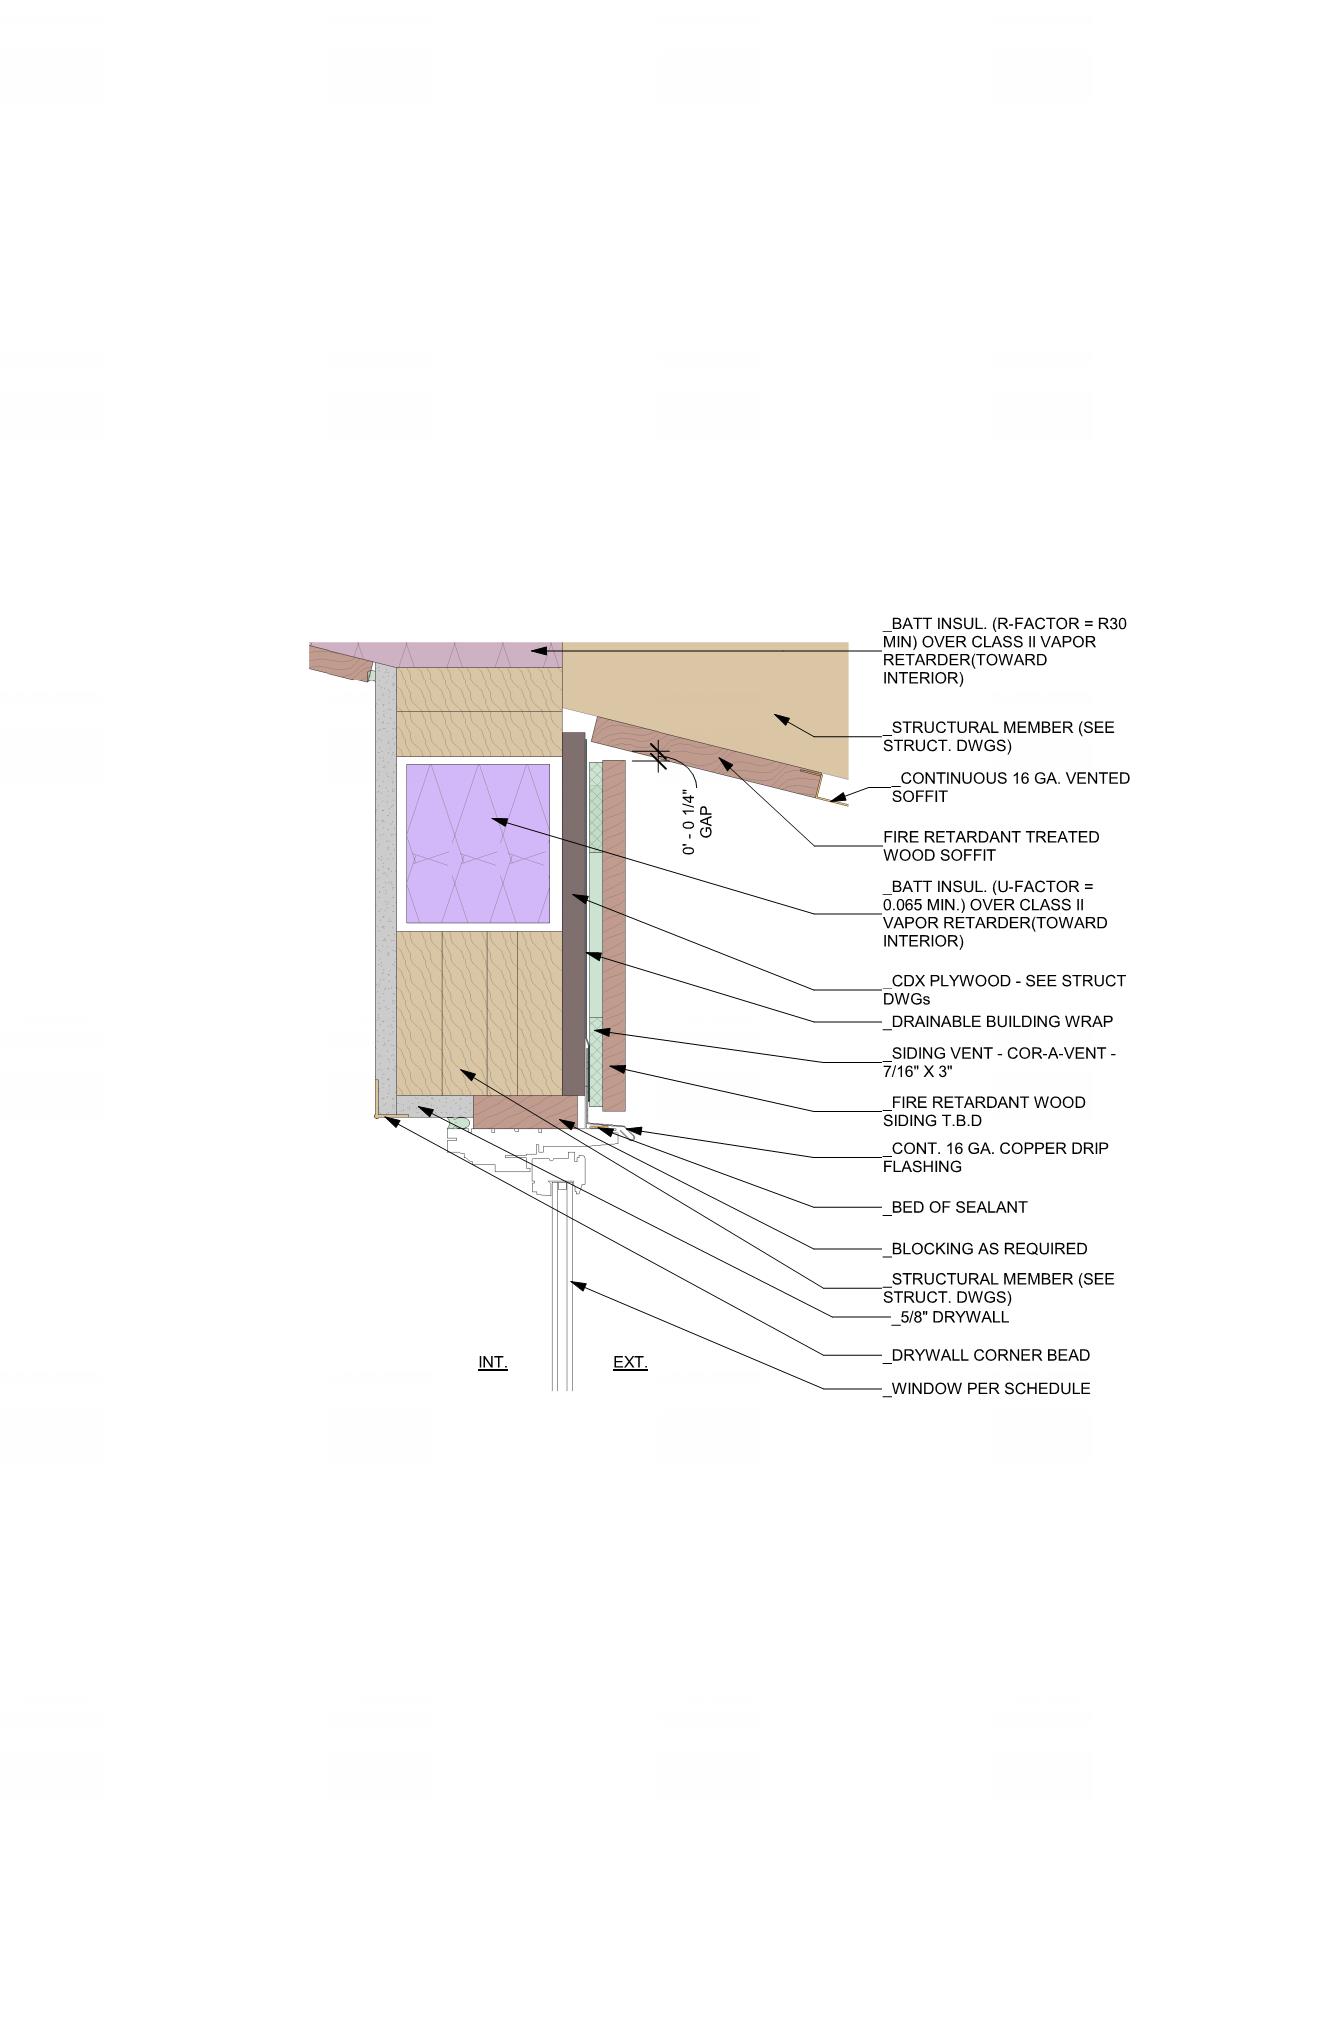 _BATT INSUL. (R-FACTOR = R30
MIN) OVER CLASS II VAPOR
RETARDER(TOWARD
INTERIOR)
_STRUCTURAL MEMBER (SEE
STRUCT. DWGS)
_CONTINUOUS 16 GA. VENTED
SOFFIT
0' - 0 1/4"
GAP
FIRE RETARDANT TREATED
WOOD SOFFIT
_BATT INSUL. (U-FACTOR =
0.065 MIN.) OVER CLASS II
VAPOR RETARDER(TOWARD
INTERIOR)
_CDX PLYWOOD - SEE STRUCT
DWGs
_DRAINABLE BUILDING WRAP
_SIDING VENT - COR-A-VENT -
7/16" X 3"
_FIRE RETARDANT WOOD
SIDING T.B.D
_CONT. 16 GA. COPPER DRIP
FLASHING
_BED OF SEALANT
_BLOCKING AS REQUIRED
_STRUCTURAL MEMBER (SEE
STRUCT. DWGS)
_5/8" DRYWALL
_DRYWALL CORNER BEAD
_WINDOW PER SCHEDULE
INT.
EXT.